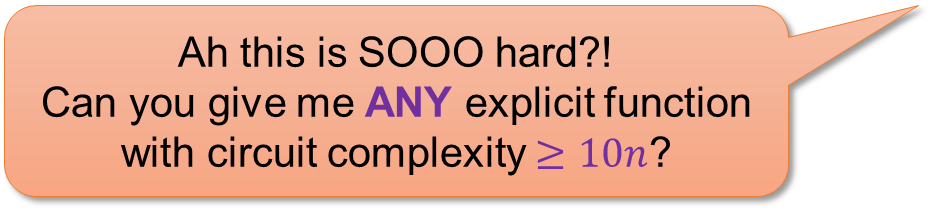 Ah this is SOOO hard?!
Can you give me ANY explicit function
with circuit complexity ≥ 10n?